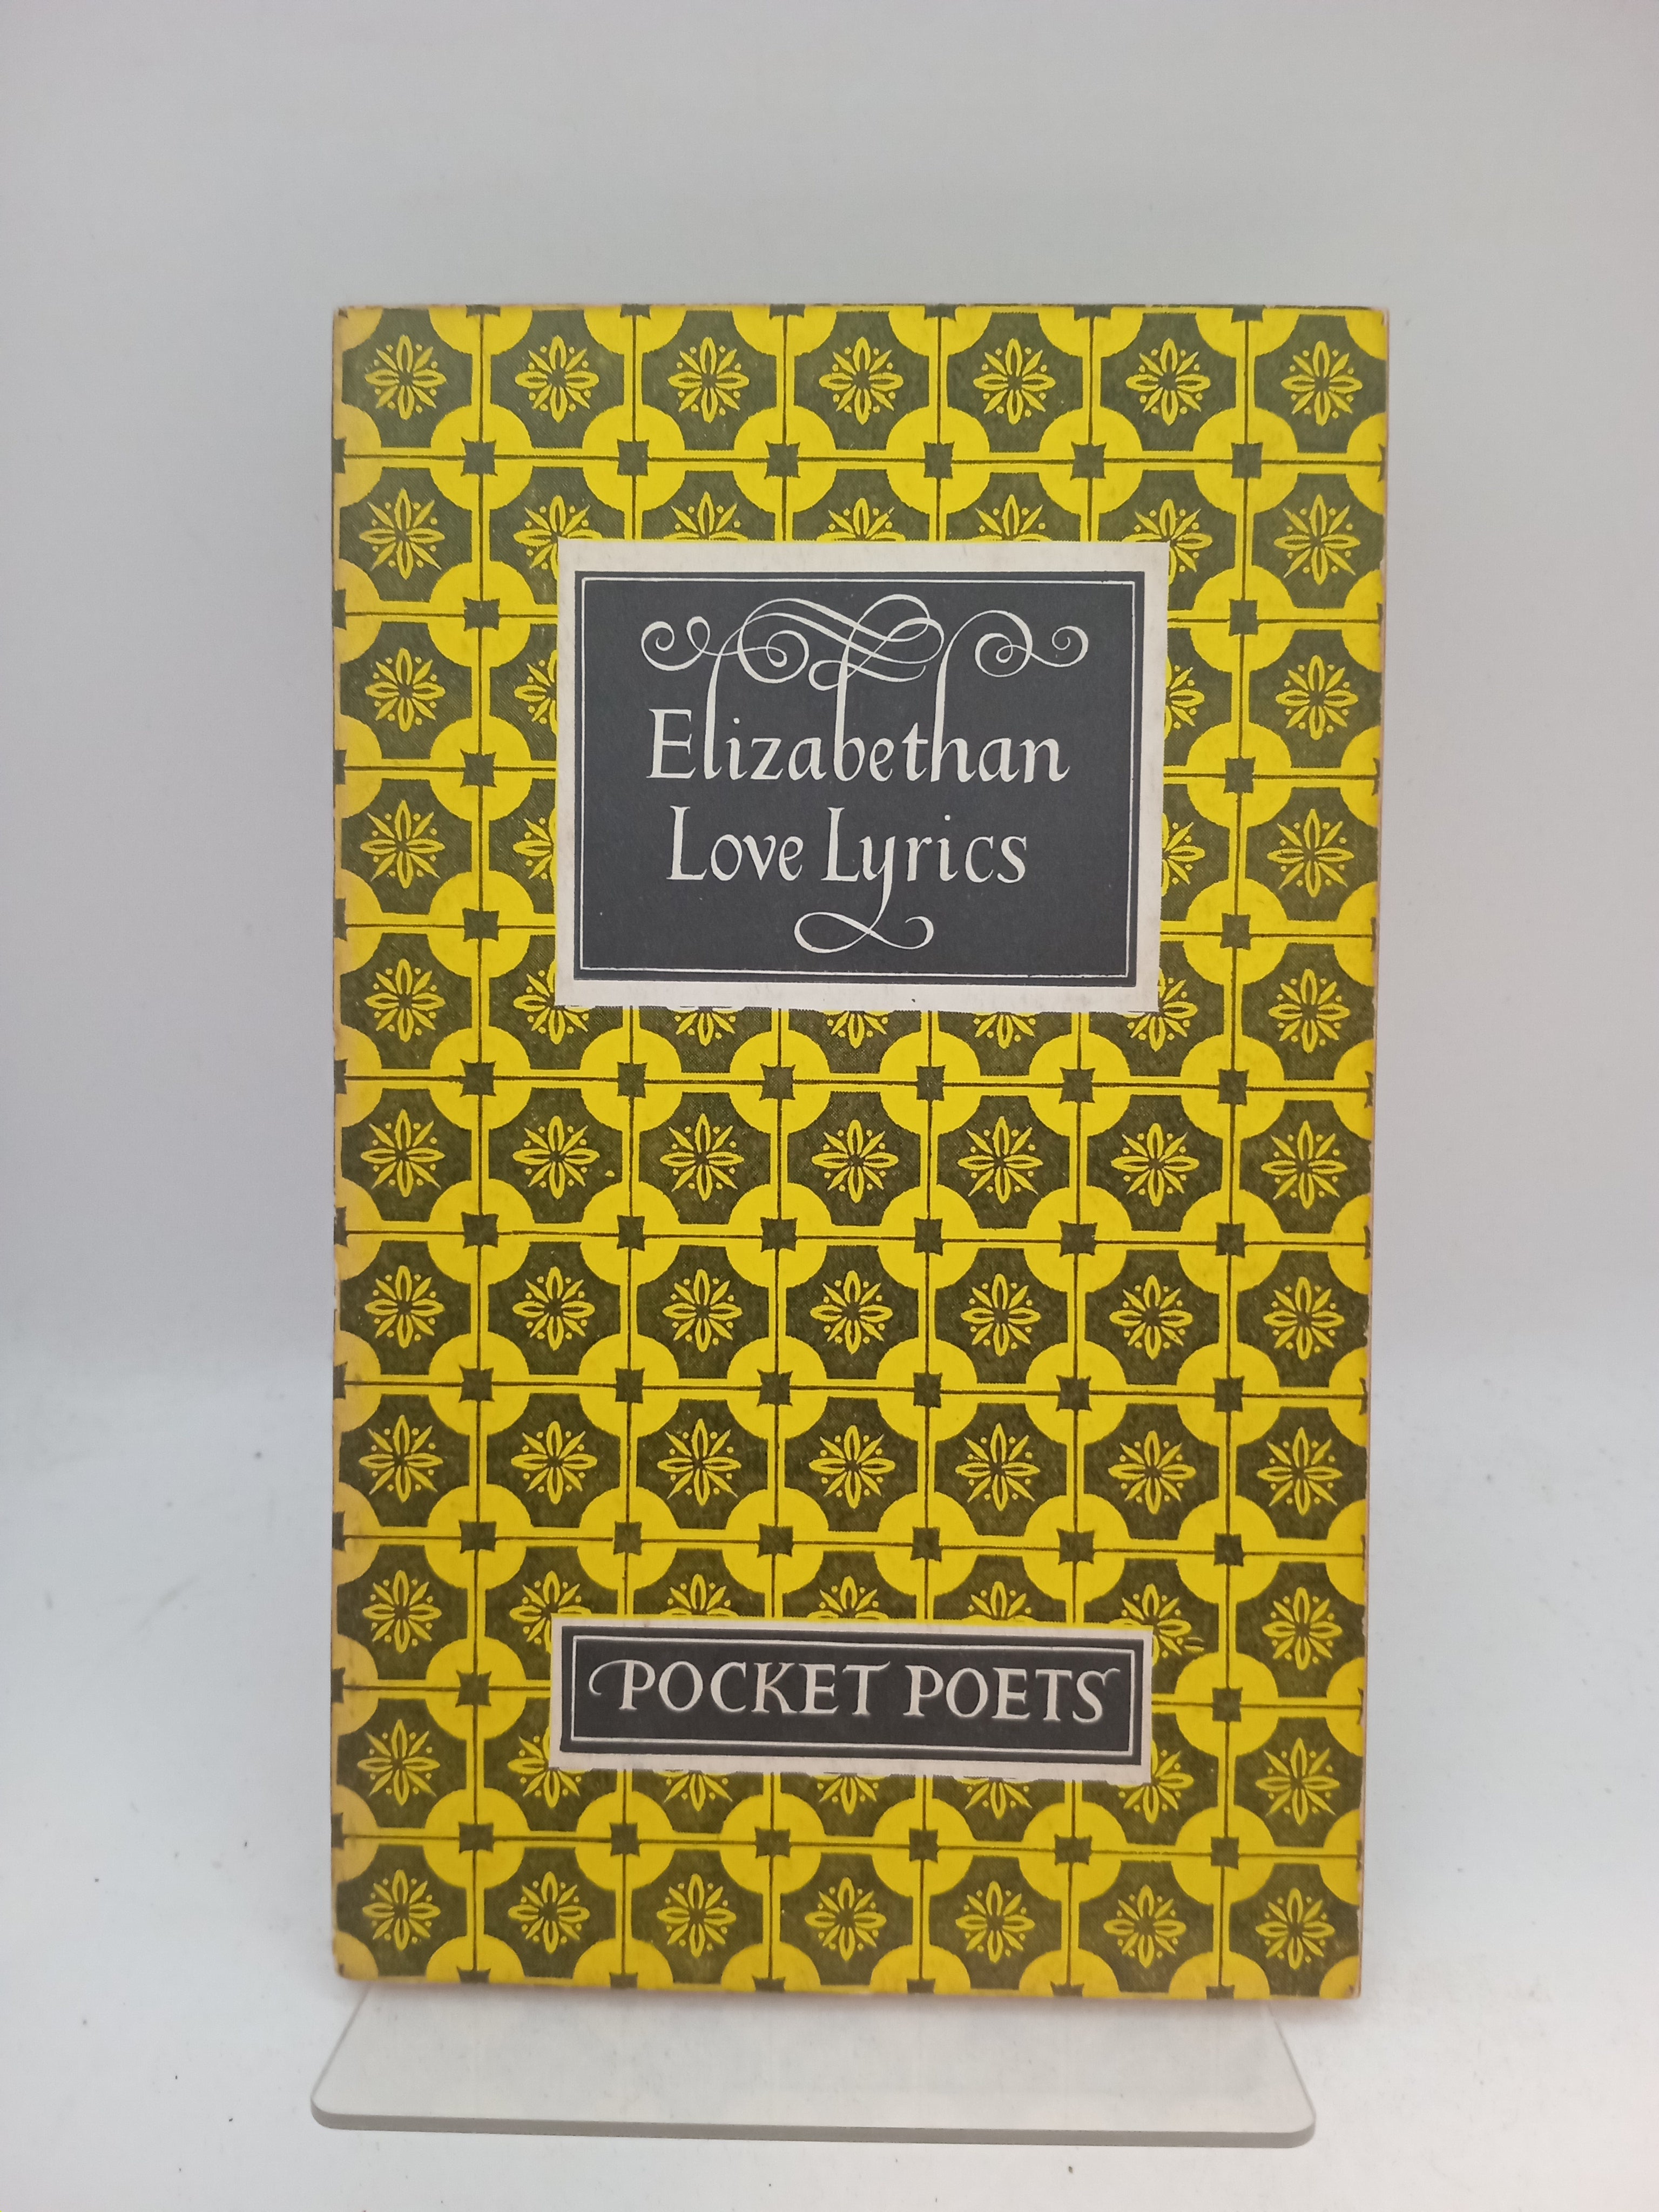 Elizabethan
Love Lyrics
POCKET POETS